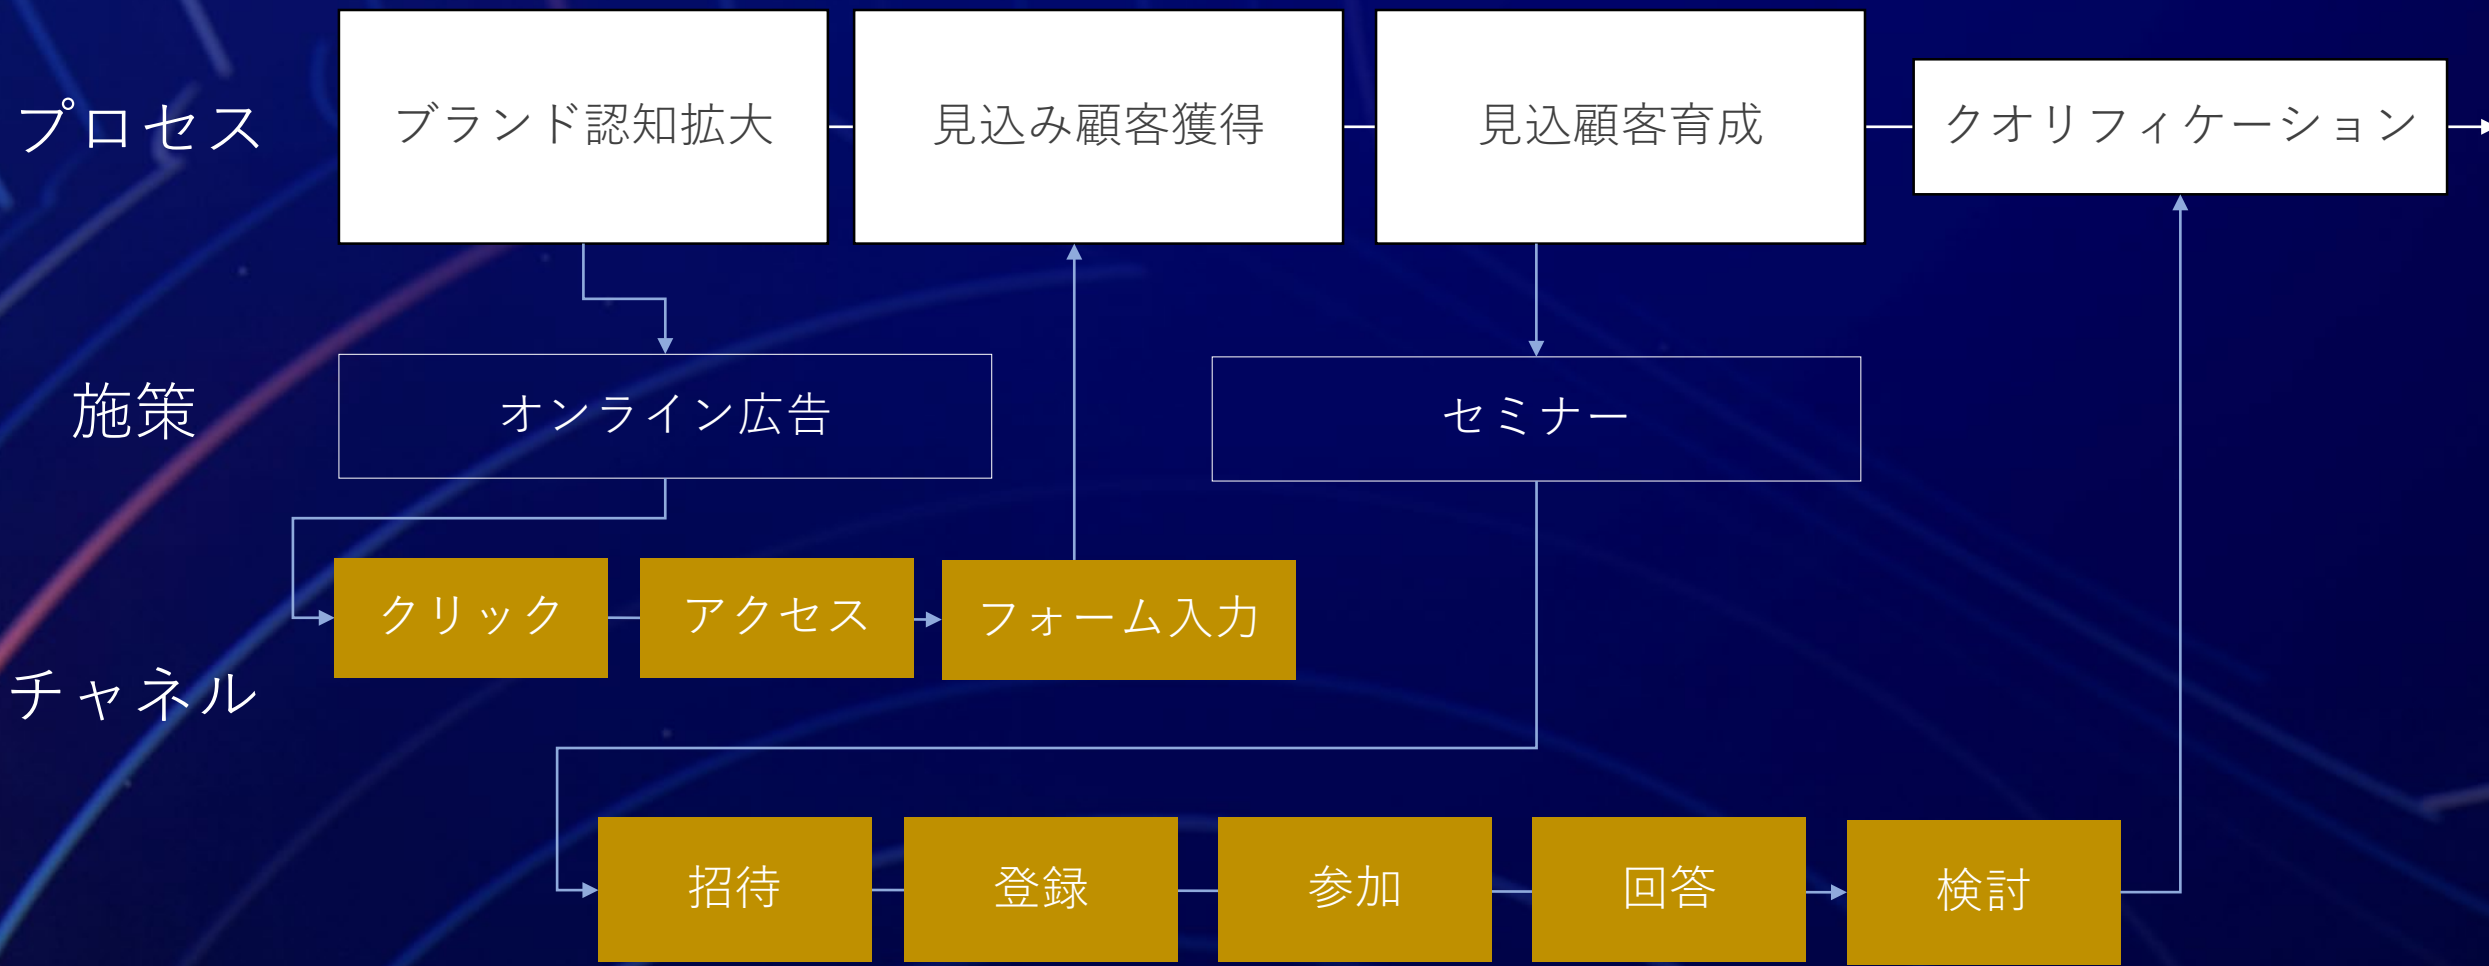 プロセス
ブランド認知拡大
見込み顧客獲得
見込顧客育成
クオリフィケーション
施策
オンライン広告
セミナー
チャネル
クリック
アクセス
フォーム入力
招待
登録
参加
回答
検討